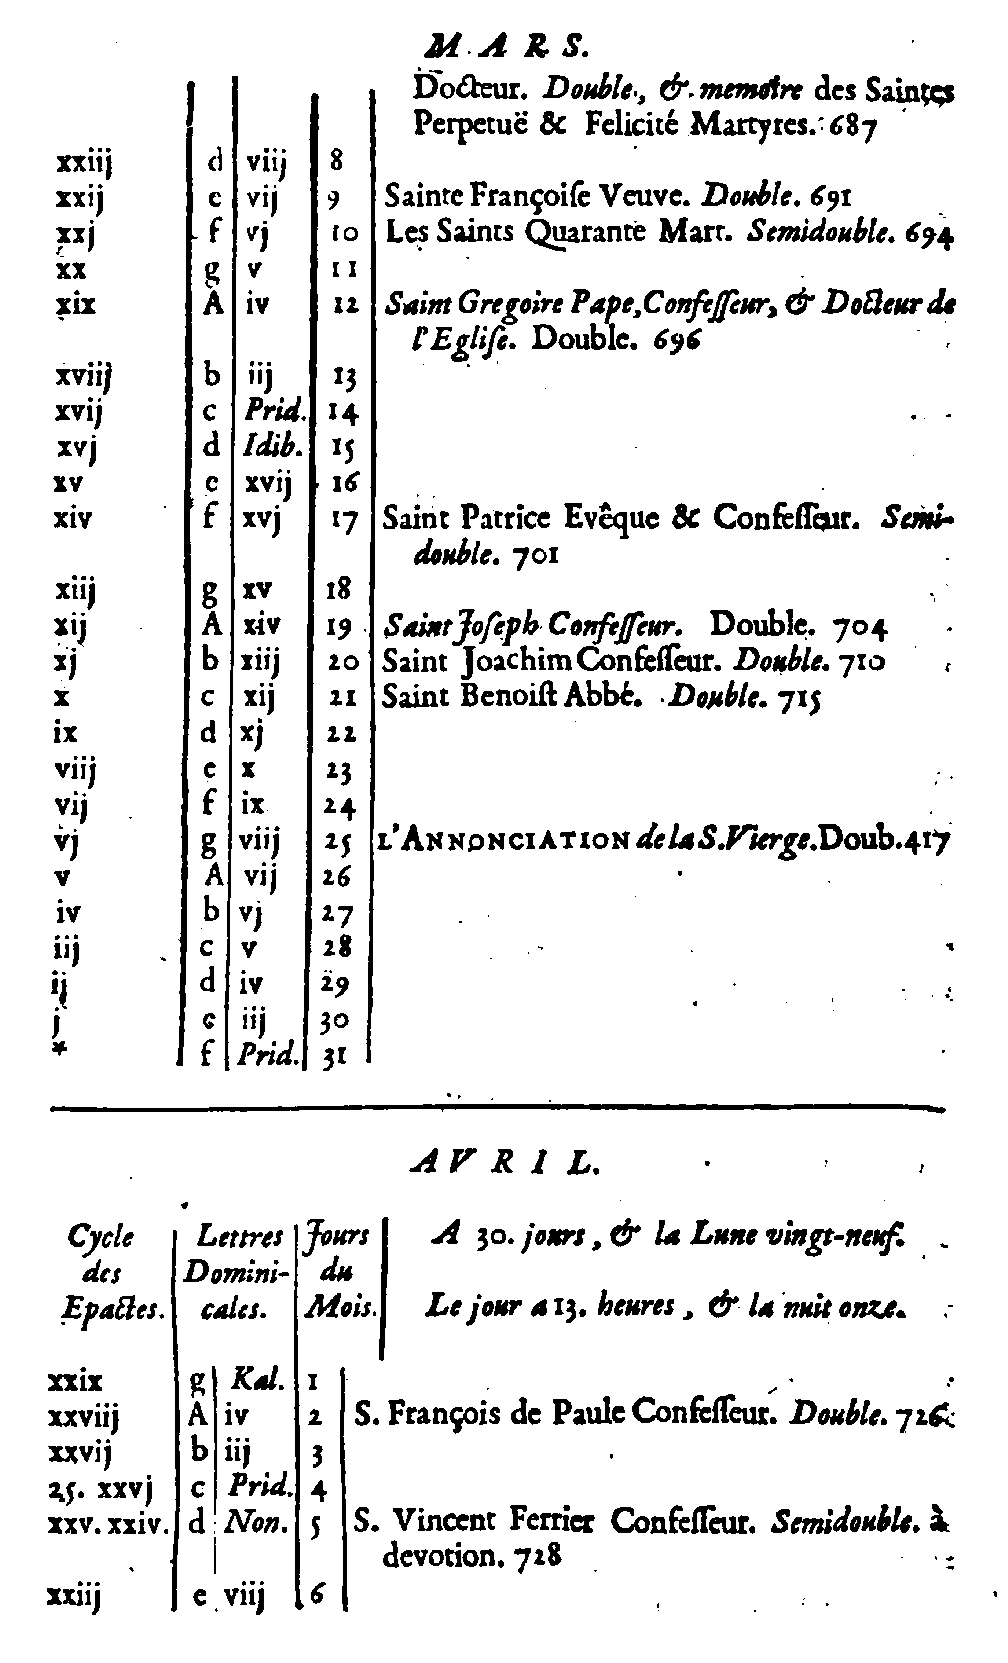 MARS.
Docteur. Double, & memoire des Saintes
Perpetuë & Felicité Martyres. 687
xxiij d viij 8
xxij e vij 9 Sainte Françoiſe Veuve. Double. 691
xxj f vj 10 Les Saints Quarante Mart. Semidouble. 694
xx g v 11
xix A iv 12 Saint Gregoire Pape, Confeſſeur, & Docteur de
l'Egliſe. Double. 696
xviij b iij 13
xvij c Prid. 14
xvj d Idib. 15
xv e xvij 16
xiv f xvj 17 Saint Patrice Evêque & Confeſſeur. Semi-
double. 701
xiij g xv 18
xij A xiv 19 Saint Joſeph Confeſſeur. Double. 704
xj b xiij 20 Saint Joachim Confeſſeur. Double. 710
x c xij 21 Saint Benoiſt Abbé. Double. 715
ix d xj 22
viij e x 23
vij f ix 24
vj g viij 25 L'ANNONCIATION de la S. Vierge. Doub. 417
v A vij 26
iv b vj 27
iij c v 28
ij d iv 29
j e iij 30
* f Prid. 31
AVRIL.
Cycle Lettres Jours A 30. jours, & la Lune vingt-neuf.
des Domini- du
Epactes. cales. Mois. Le jour a 13. heures, & la nuit onze.
xxix g Kal. 1
xxviij A iv 2 S. François de Paule Confeſſeur. Double. 726
xxvij b iij 3
25. xxvj c Prid. 4
xxv. xxiv. d Non. 5 S. Vincent Ferrier Confeſſeur. Semidouble. à
devotion. 728
xxiij e viij 6